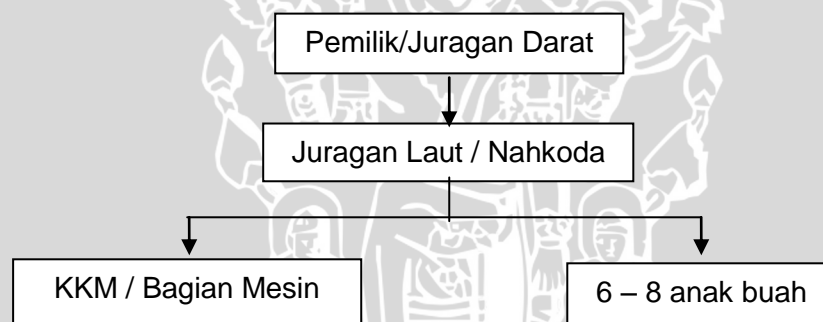 Pemilik/Juragan Darat
Juragan Laut / Nahkoda
KKM / Bagian Mesin
6 – 8 anak buah